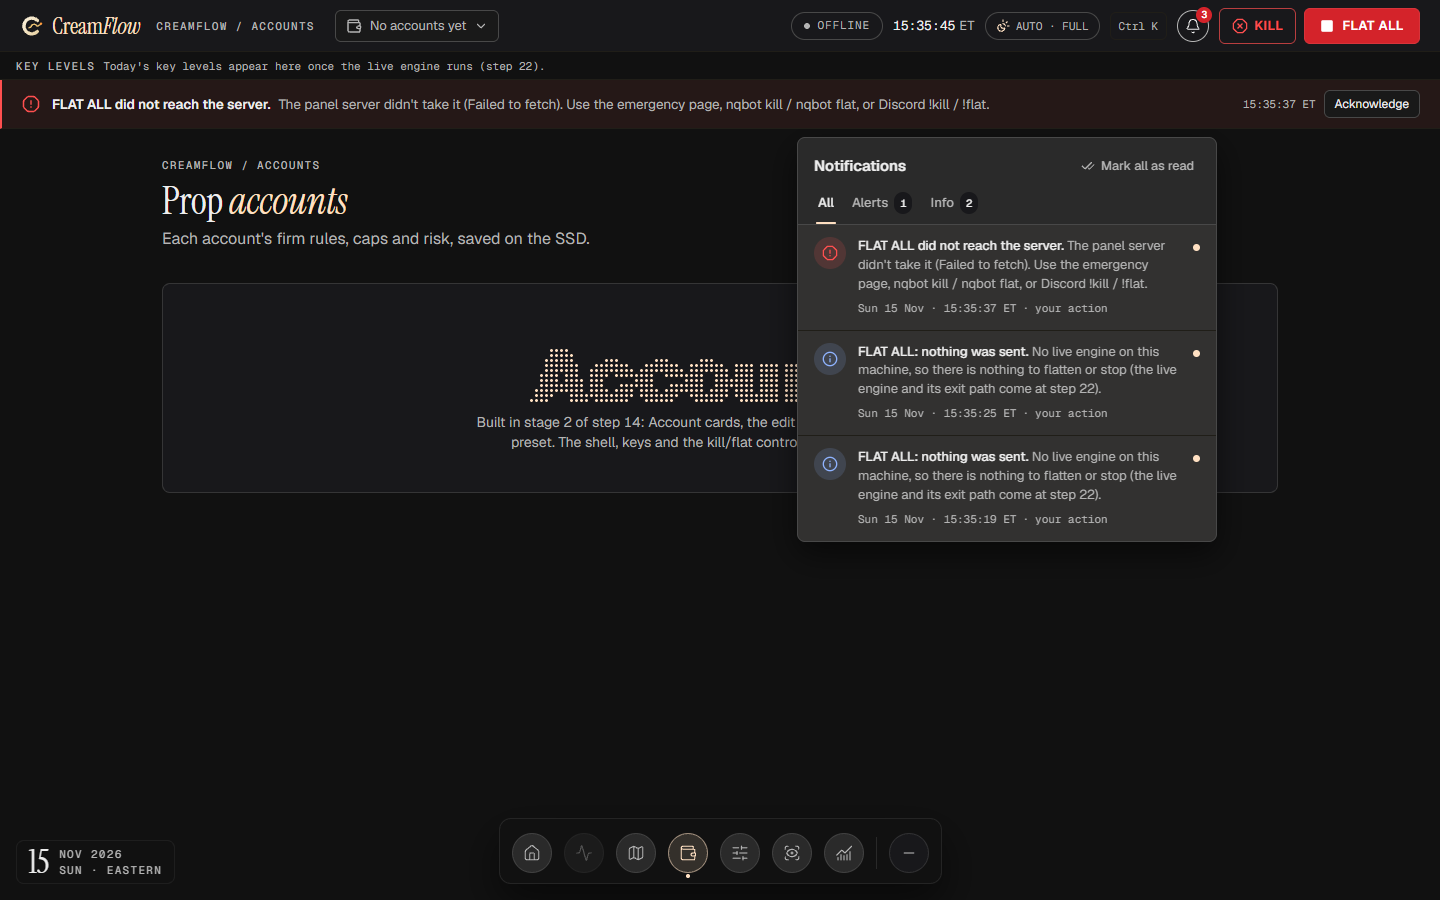 CreamFlow
CREAMFLOW / ACCOUNTS
No accounts yet
OFFLINE
15:35:45 ET
AUTO · FULL
Ctrl K
3
KILL
FLAT ALL
KEY LEVELS Today's key levels appear here once the live engine runs (step 22).
FLAT ALL did not reach the server. The panel server didn't take it (Failed to fetch). Use the emergency page, nqbot kill / nqbot flat, or Discord !kill / !flat.
15:35:37 ET
Acknowledge
CREAMFLOW / ACCOUNTS
Prop accounts
Each account's firm rules, caps and risk, saved on the SSD.
Built in stage 2 of step 14: Account cards, the edit
preset. The shell, keys and the kill/flat
Notifications
Mark all as read
All
Alerts 1
Info 2
FLAT ALL did not reach the server. The panel server
didn't take it (Failed to fetch). Use the emergency
page, nqbot kill / nqbot flat, or Discord !kill / !flat.
Sun 15 Nov · 15:35:37 ET · your action
FLAT ALL: nothing was sent. No live engine on this
machine, so there is nothing to flatten or stop (the live
engine and its exit path come at step 22).
Sun 15 Nov · 15:35:25 ET · your action
FLAT ALL: nothing was sent. No live engine on this
machine, so there is nothing to flatten or stop (the live
engine and its exit path come at step 22).
Sun 15 Nov · 15:35:19 ET · your action
15
NOV 2026
SUN · EASTERN